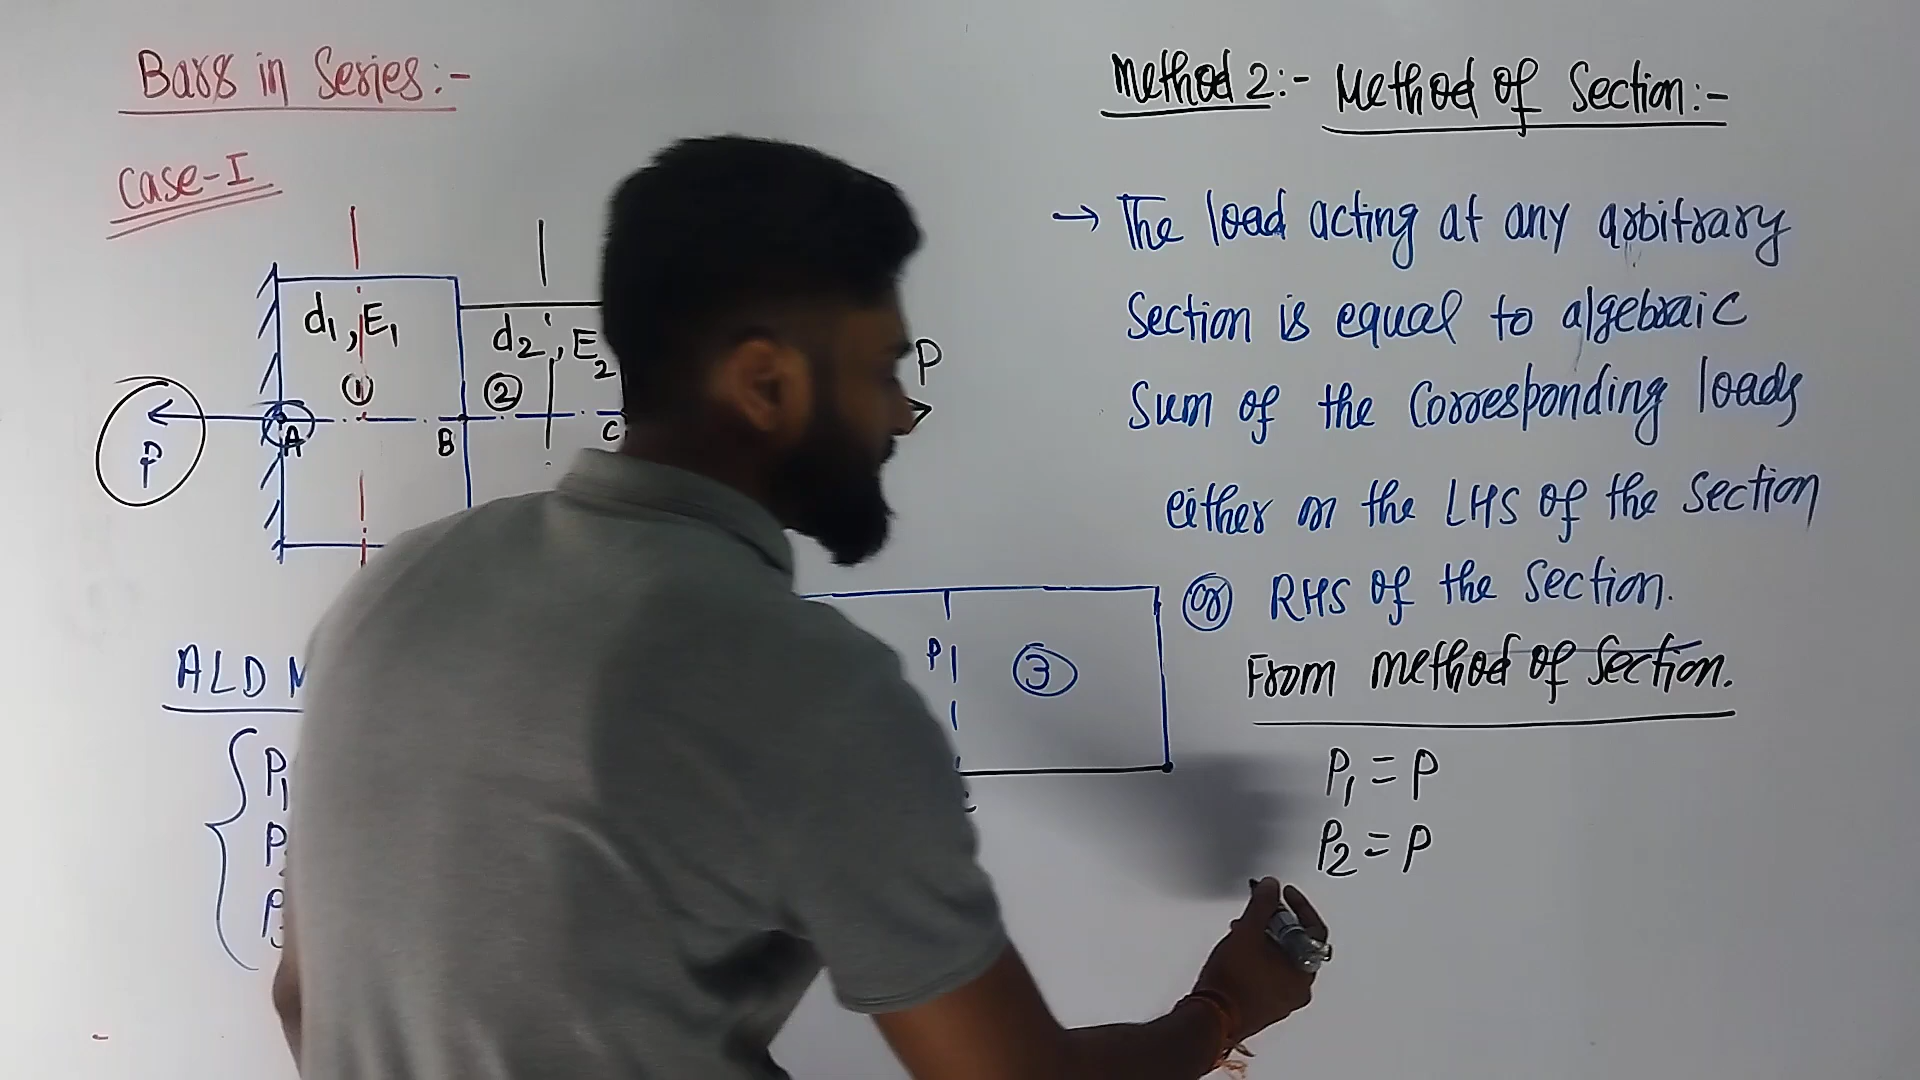 Bars in Series:-
Case-I
d1, E1
d2, E2
①
②
P
A
B
C
P
ALD
P1
P
P
P
③
Method 2:- Method of Section:-
→ The load acting at any arbitrary
Section is equal to algebraic
Sum of the Corresponding loads
either on the LHS of the Section
or RHS of the Section.
From method of Section.
P1 = P
P2 = P